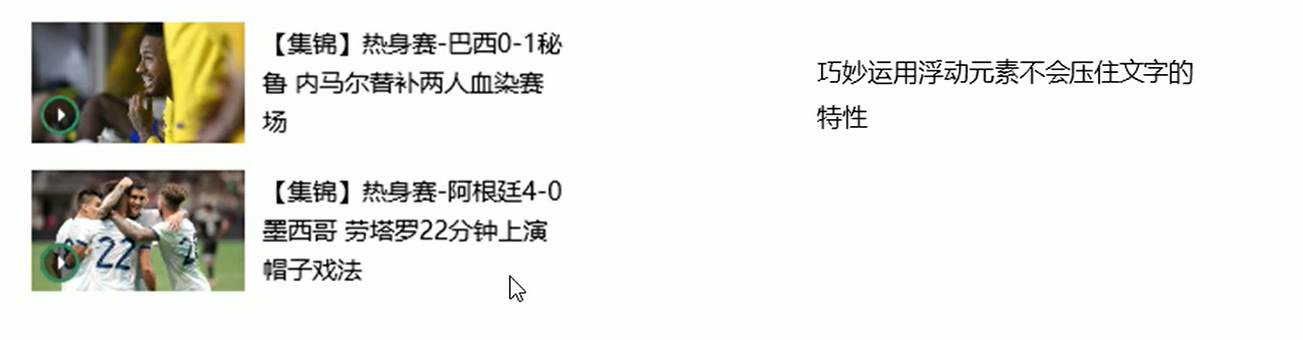 【集锦】热身赛-巴西0-1秘
鲁 内马尔替补两人血染赛
场
【集锦】热身赛-阿根廷4-0
墨西哥 劳塔罗22分钟上演
帽子戏法
22
2
巧妙运用浮动元素不会压住文字的
特性